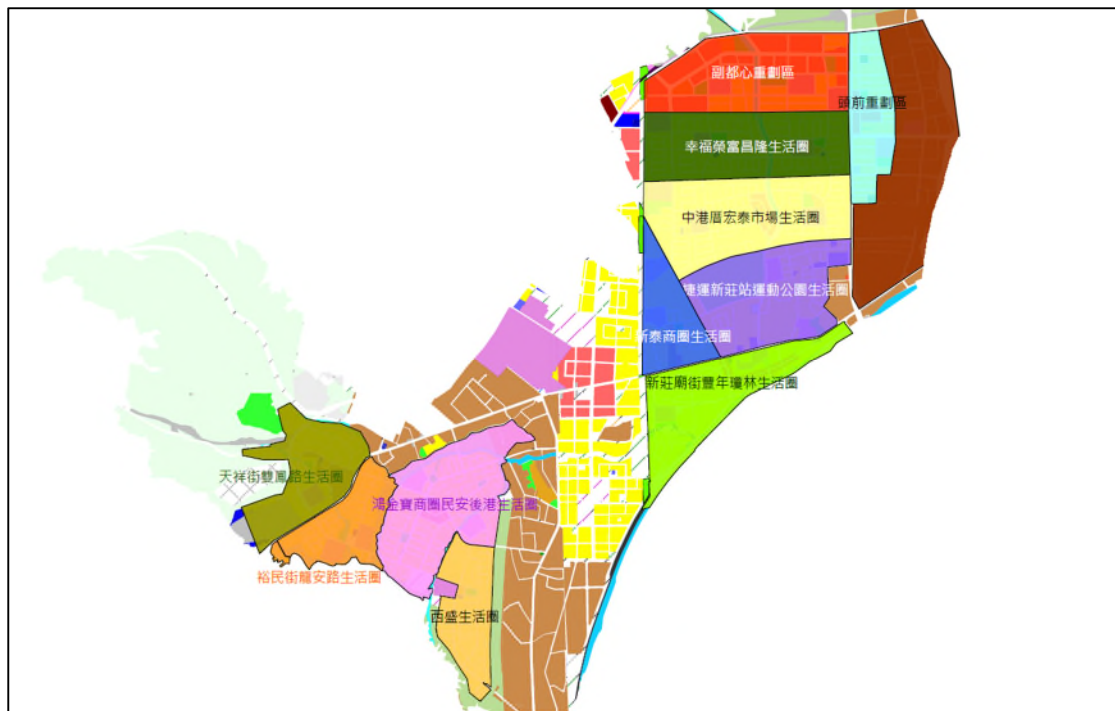 副都心重劃區
頭前重劃區
幸福榮富昌隆生活圈
中港厝宏泰市場生活圈
捷運新莊站運動公園生活圈
新泰商圈生活圈
新莊廟街豐年瓊林生活圈
天祥街雙鳳路生活圈
鴻金寶商圈民安後港生活圈
裕民街龍安路生活圈
西盛生活圈